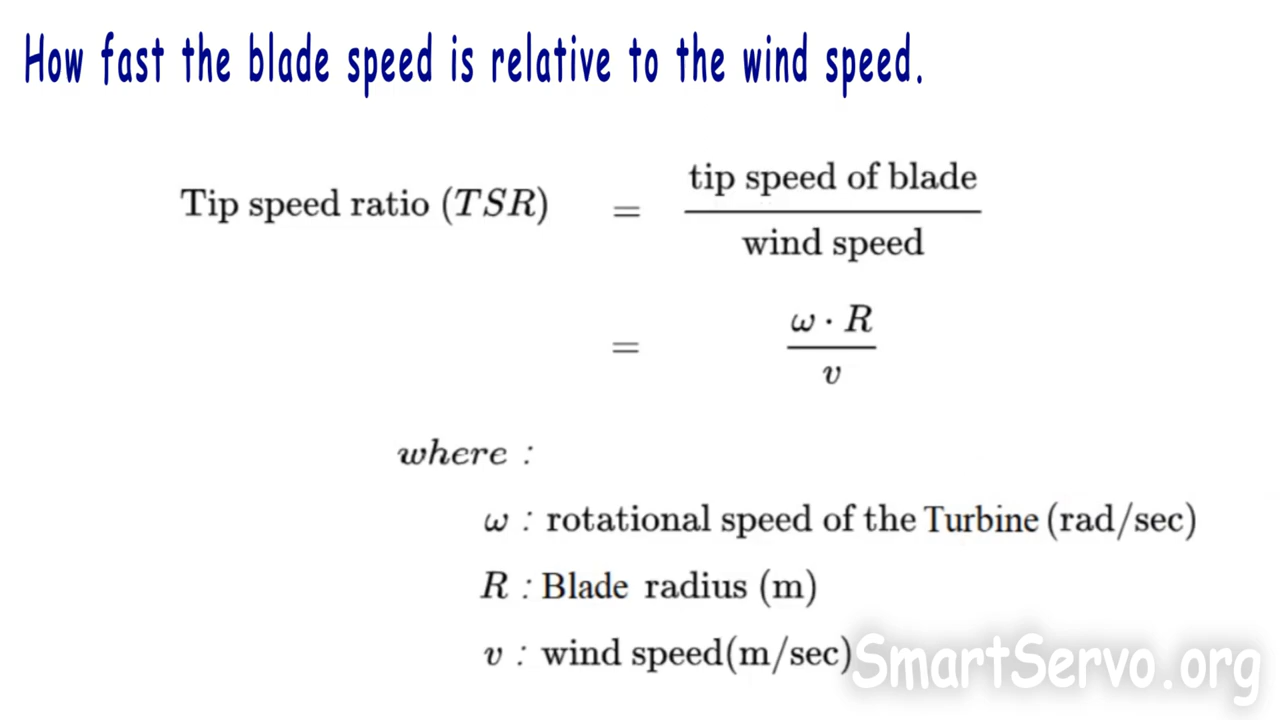 How fast the blade speed is relative to the wind speed.
Tip speed ratio (TSR) = tip speed of blade
wind speed
= ω · R
v
where :
ω : rotational speed of the Turbine (rad/sec)
R : Blade radius (m)
v : wind speed(m/sec)
SmartServo.org